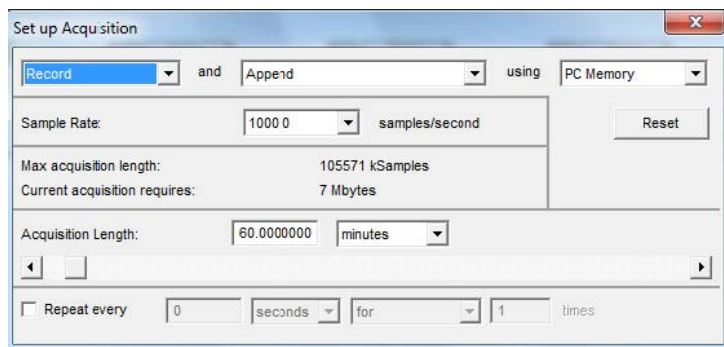 Set up Acquisition
Record and Append using PC Memory
Sample Rate: 1000 0 samples/second Reset
Max acquisition length: 105571 kSamples
Current acquisition requires: 7 Mbytes
Acquisition Length: 60.0000000 minutes
Repeat every 0 seconds for 1 times